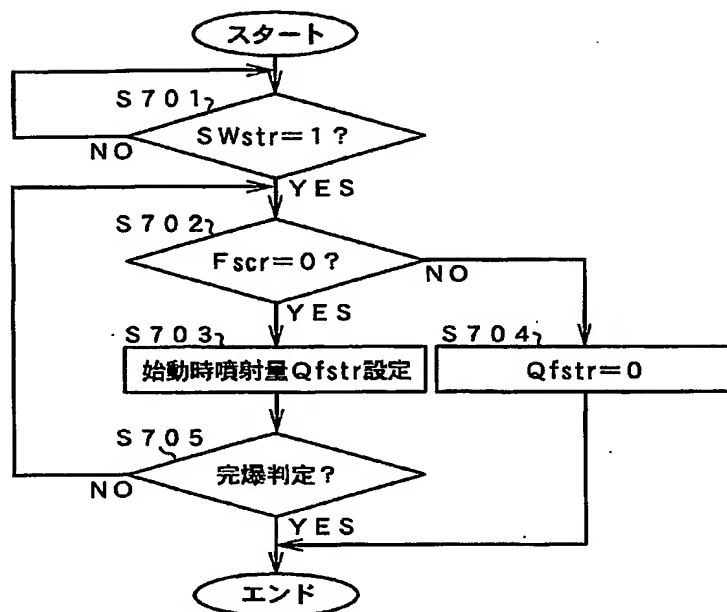 スタート
S701
SWstr=1?
NO
YES
S702
Fscr=0?
NO
YES
S703
S704
始動時噴射量Qfstr設定
Qfstr=0
S705
完爆判定?
NO
YES
エンド